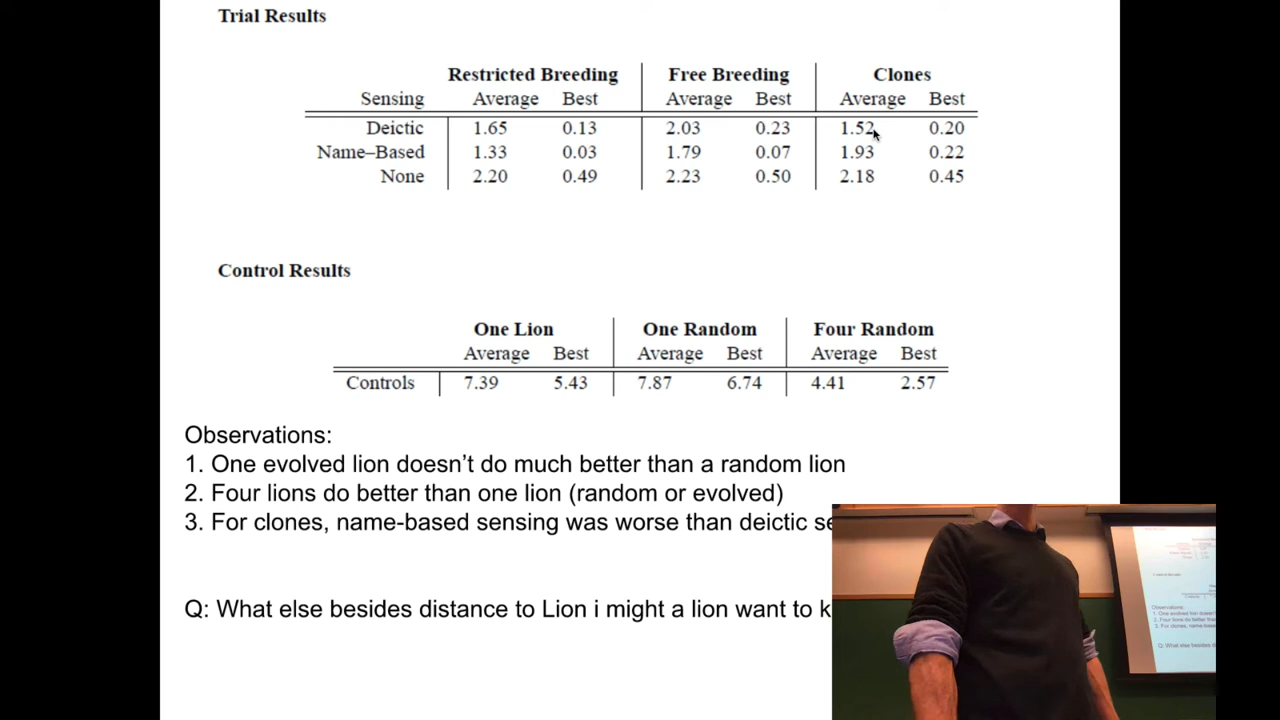 Trial Results
Restricted Breeding Free Breeding Clones
Sensing Average Best Average Best Average Best
Deictic 1.65 0.13 2.03 0.23 1.52 0.20
Name–Based 1.33 0.03 1.79 0.07 1.93 0.22
None 2.20 0.49 2.23 0.50 2.18 0.45
Control Results
One Lion One Random Four Random
Average Best Average Best Average Best
Controls 7.39 5.43 7.87 6.74 4.41 2.57
Observations:
1. One evolved lion doesn't do much better than a random lion
2. Four lions do better than one lion (random or evolved)
3. For clones, name-based sensing was worse than deictic se
Q: What else besides distance to Lion i might a lion want to k
Observations: